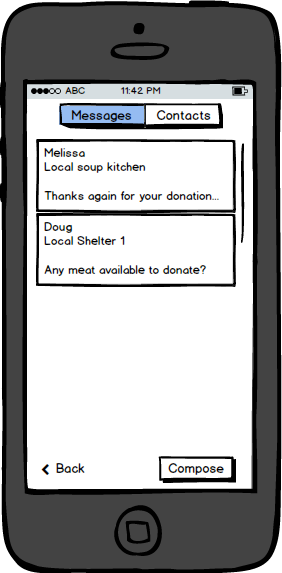 ABC 11:42 PM
Messages Contacts
Melissa
Local soup kitchen
Thanks again for your donation...
Doug
Local Shelter 1
Any meat available to donate?
Back Compose